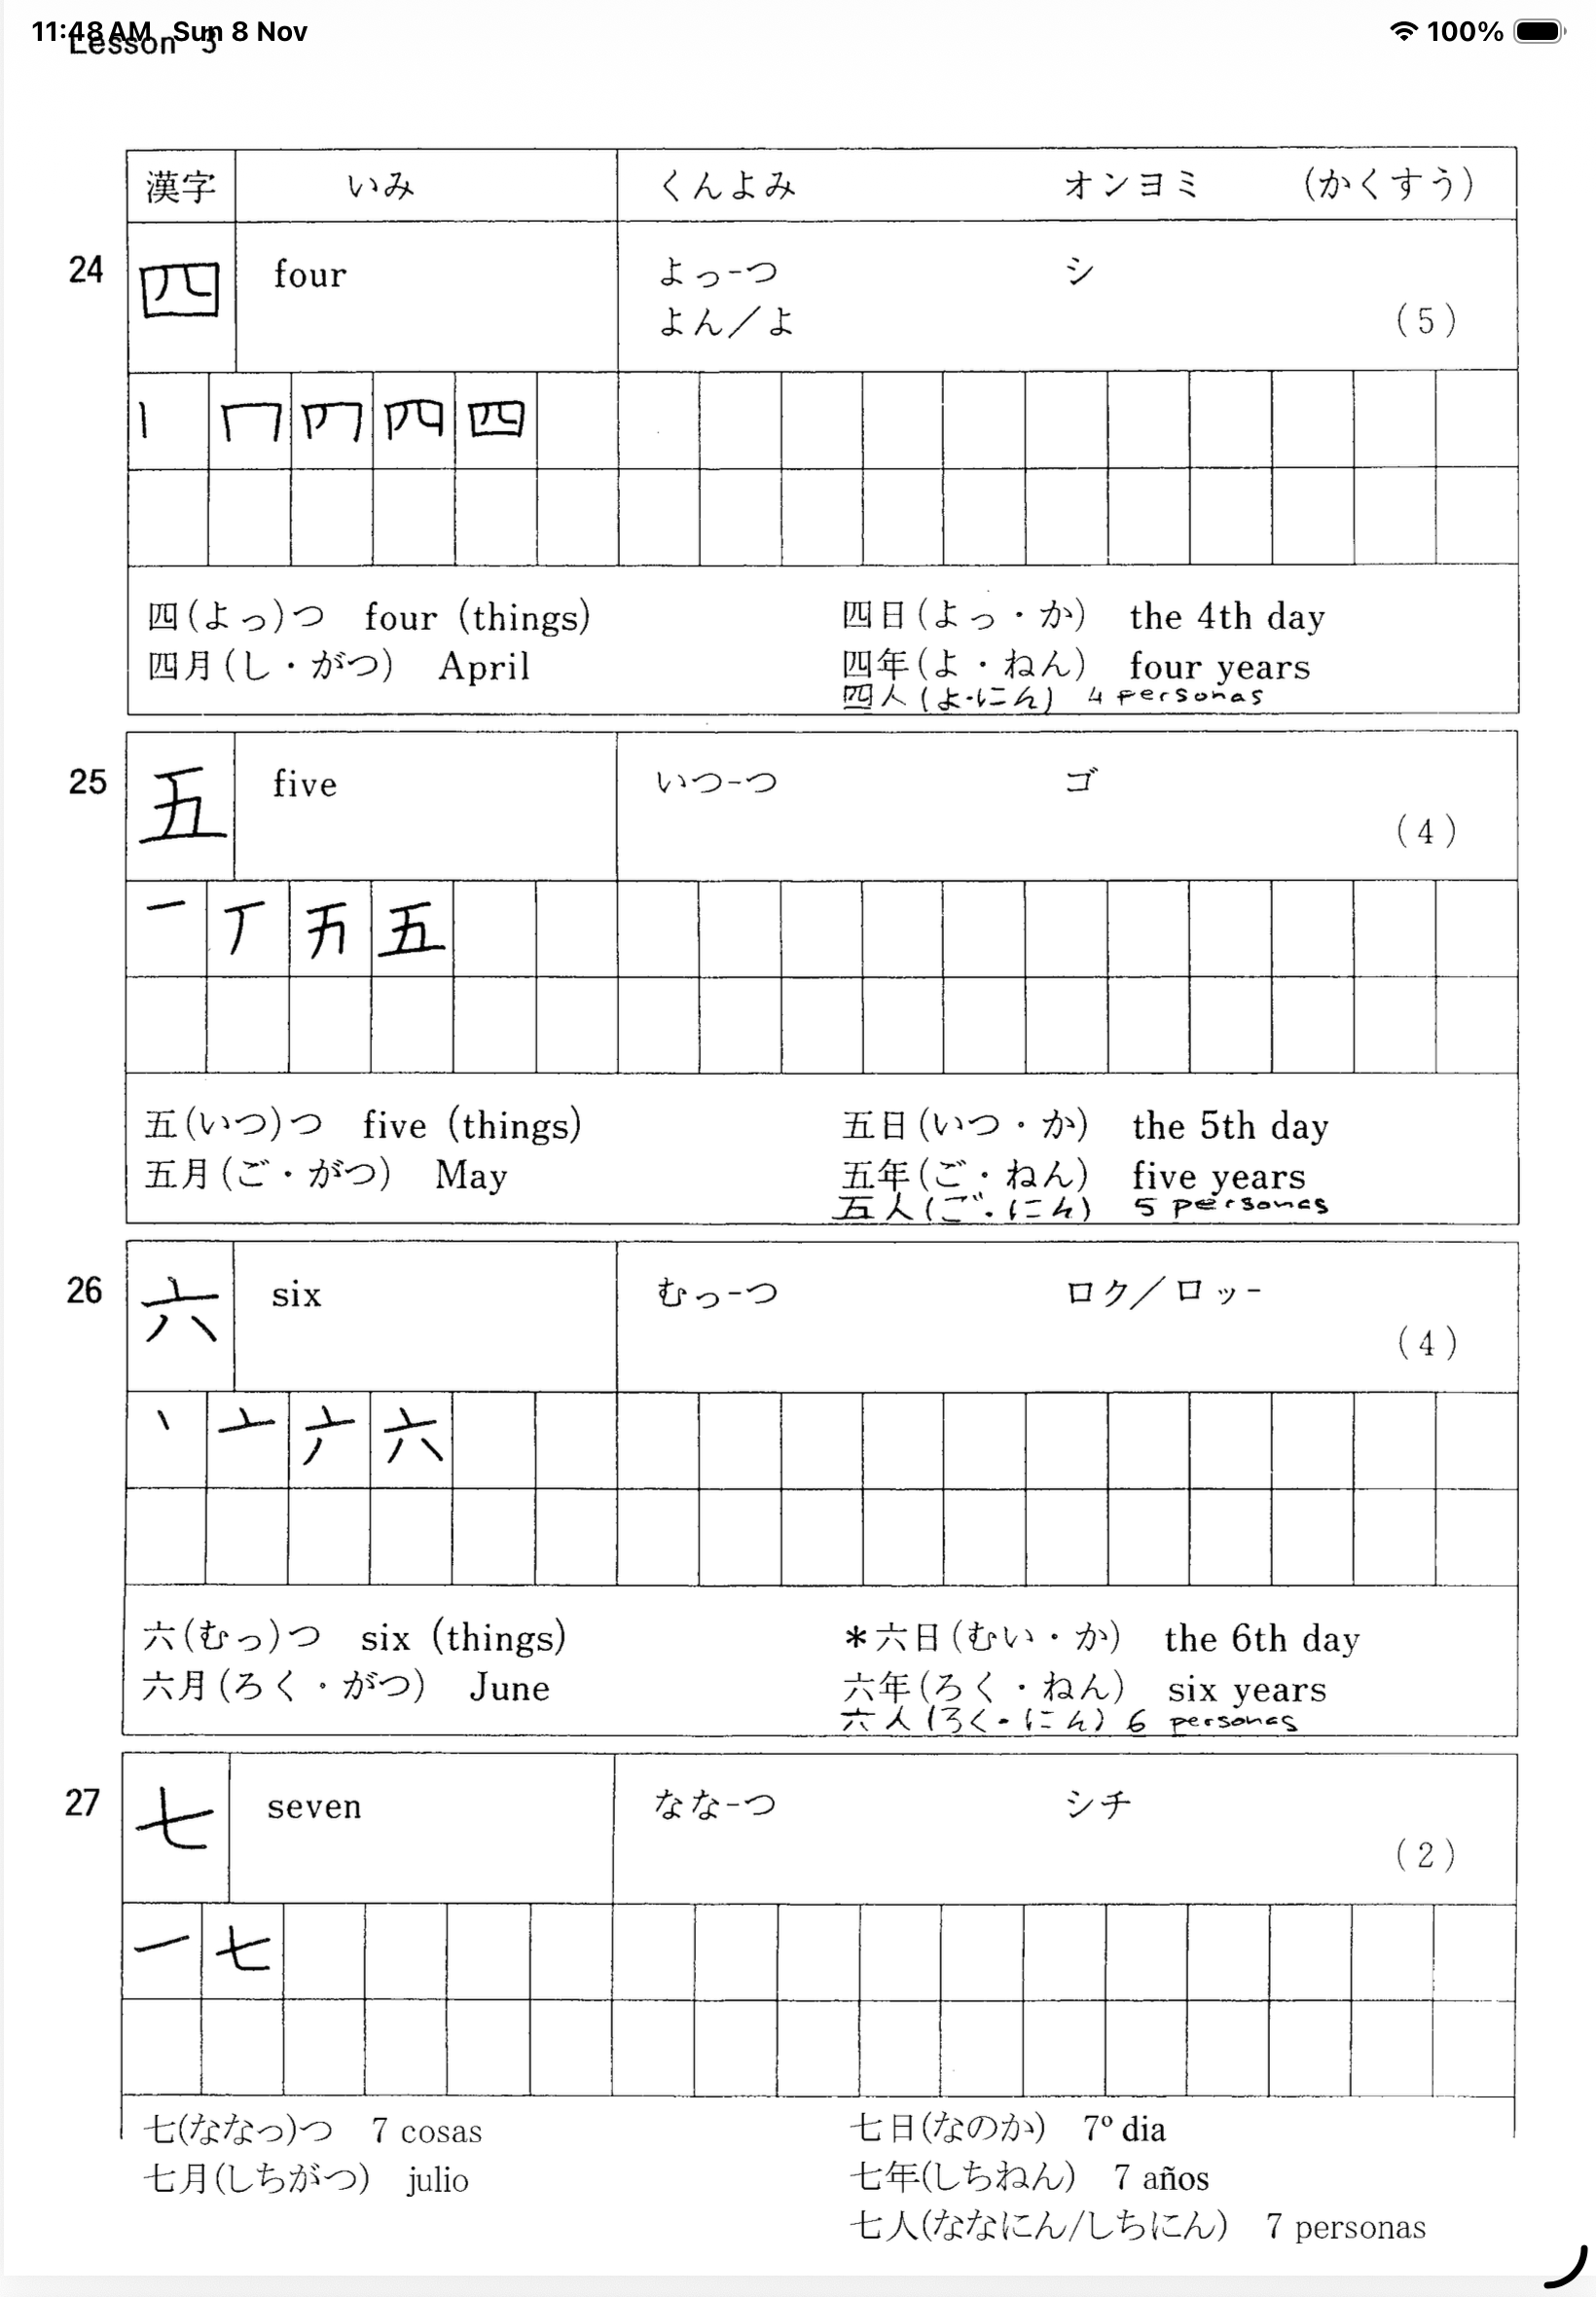 11:48 AM Sun 8 Nov 100%
Lesson 3
漢字 いみ くんよみ オンヨミ (かくすう)
24 四 four よっ-つ シ
よん/よ (5)
四
四(よっ)つ four (things) 四日(よっ・か) the 4th day
四月(し・がつ) April 四年(よ・ねん) four years
四人(よ・にん) 4 personas
25 五 five いつ-つ ゴ
(4)
一 丁 五
五(いつ)つ five (things) 五日(いつ・か) the 5th day
五月(ご・がつ) May 五年(ご・ねん) five years
五人(ご・にん) 5 personas
26 六 six むっ-つ ロク/ロッ-
(4)
丶 亠 六
六(むっ)つ six (things) *六日(むい・か) the 6th day
六月(ろく・がつ) June 六年(ろく・ねん) six years
六人(ろく・にん) 6 personas
27 七 seven なな-つ シチ
(2)
一 七
七(ななっ)つ 7 cosas 七日(なのか) 7º dia
七月(しちがつ) julio 七年(しちねん) 7 años
七人(ななにん/しちにん) 7 personas